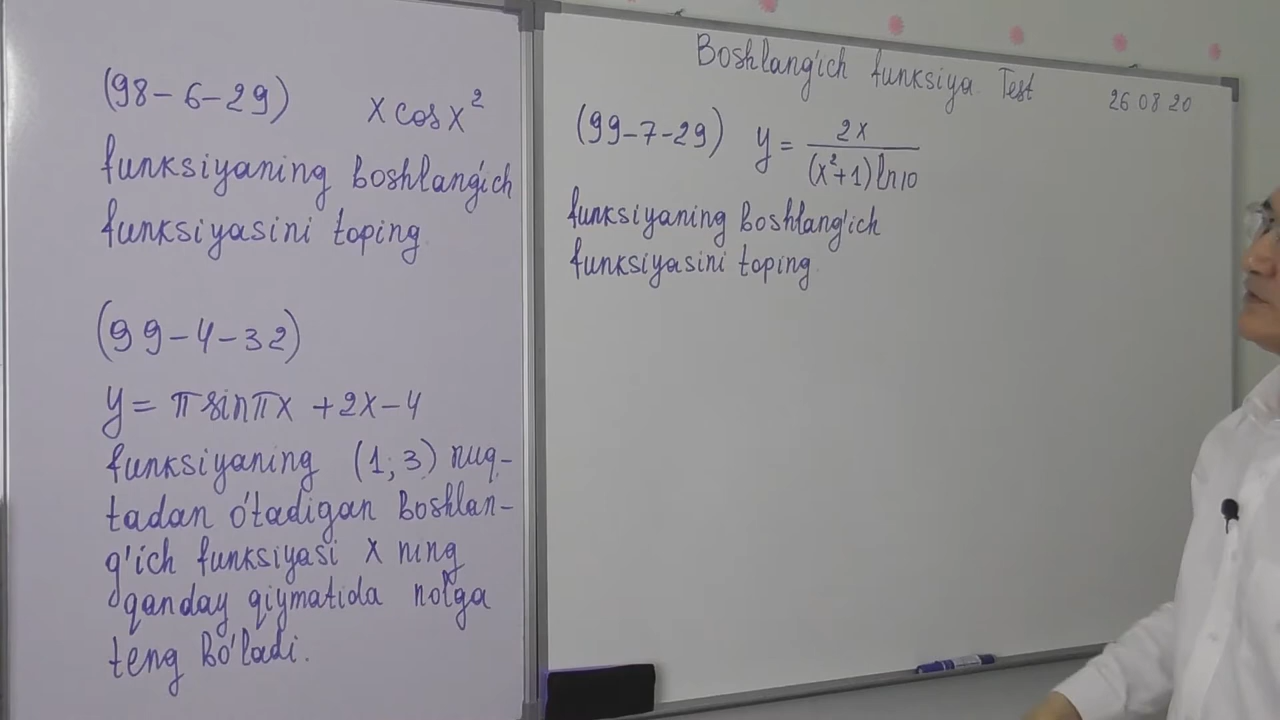 (98-6-29) x cos x²
funksiyaning boshlang'ich
funksiyasini toping
(99-4-32)
y = π sin πx + 2x - 4
funksiyaning (1; 3) nuq-
tadan o'tadigan boshlan-
g'ich funksiyasi x ning
qanday qiymatida nolga
teng bo'ladi.
Boshlang'ich funksiya. Test
26 08 20
(99-7-29) y = 2x / (x²+1) ln 10
funksiyaning boshlang'ich
funksiyasini toping.